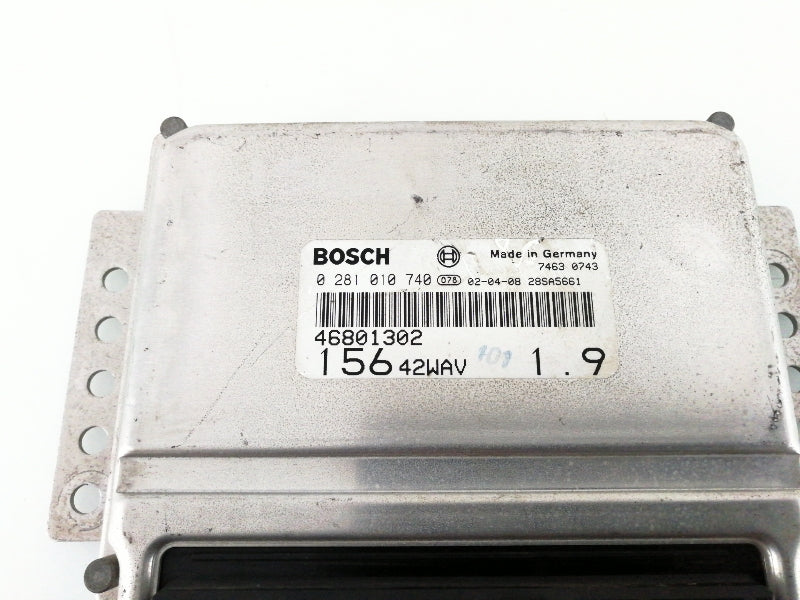 BOSCH Made in Germany
7463 0743
0 281 010 740 078 02-04-08 28SA5661
46801302
156 42WAV 101 1.9